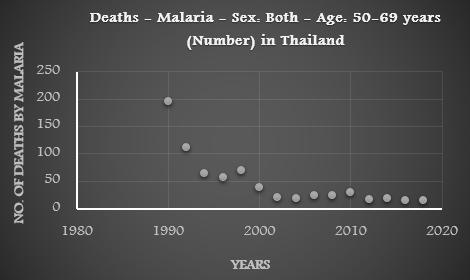 Deaths – Malaria – Sex: Both – Age: 50–69 years
(Number) in Thailand
NO. OF DEATHS BY MALARIA
250
200
150
100
50
0
1980
1990
2000
2010
2020
YEARS